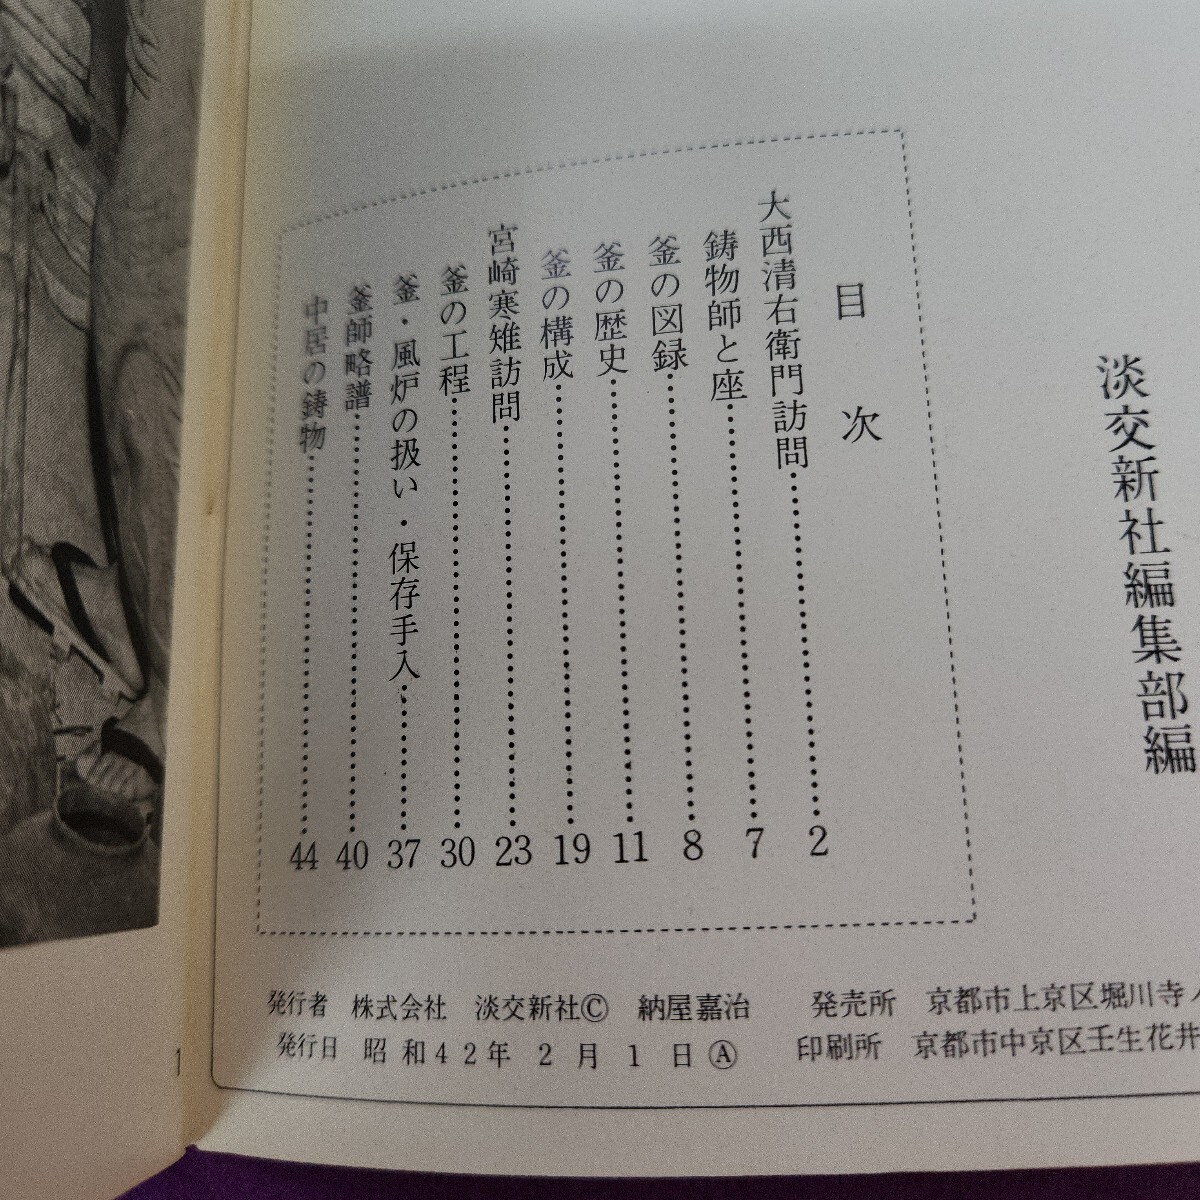 淡交新社編集部編
目次
大西清右衛門訪問 2
鋳物師と座 7
釜の図録 8
釜の歴史 11
釜の構成 19
宮崎寒雉訪問 23
釜の工程 30
釜・風炉の扱い・保存手入 37
釜師略譜 40
中居の鋳物 44
発行者 株式会社 淡交新社© 納屋嘉治 発売所 京都市上京区堀川寺
発行日 昭和42年2月1日Ⓐ 印刷所 京都市中京区壬生花井
1